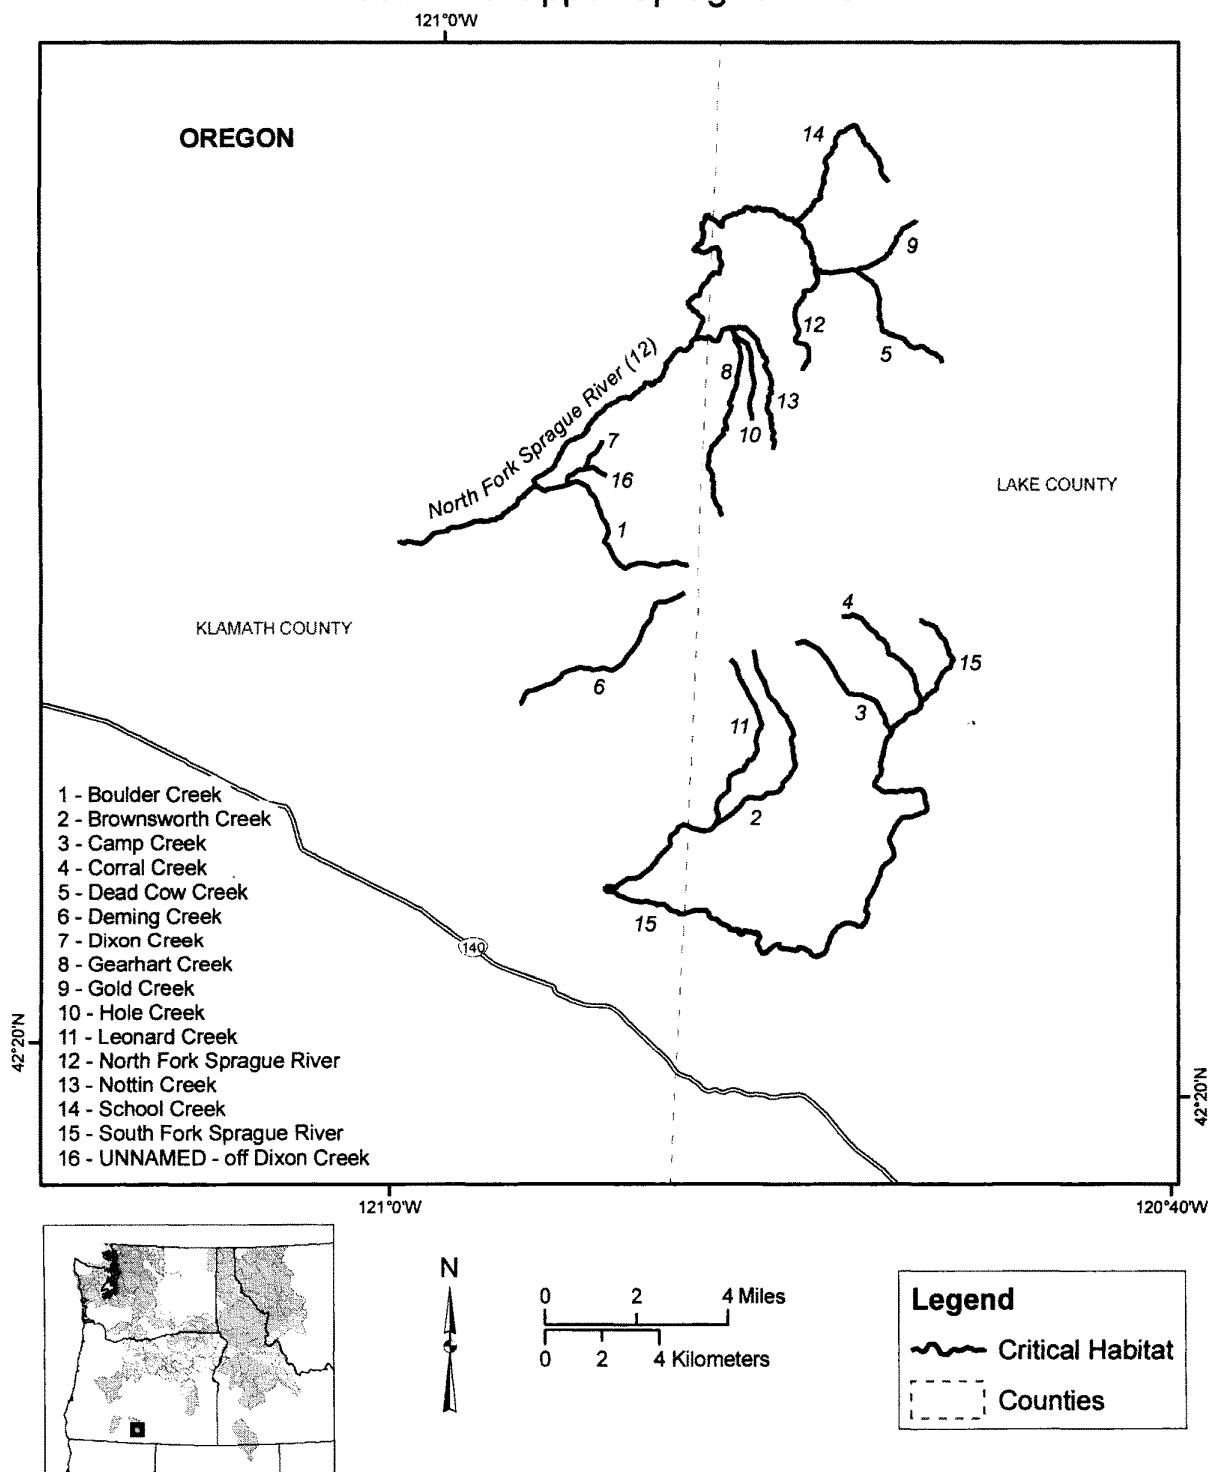 121°0'W
OREGON
14
9
12
5
8
13
10
North Fork Sprague River (12)
7
16
1
LAKE COUNTY
KLAMATH COUNTY
4
15
6
3
11
2
15
140
1 - Boulder Creek
2 - Brownsworth Creek
3 - Camp Creek
4 - Corral Creek
5 - Dead Cow Creek
6 - Deming Creek
7 - Dixon Creek
8 - Gearhart Creek
9 - Gold Creek
10 - Hole Creek
11 - Leonard Creek
12 - North Fork Sprague River
13 - Nottin Creek
14 - School Creek
15 - South Fork Sprague River
16 - UNNAMED - off Dixon Creek
42°20'N
42°20'N
121°0'W
120°40'W
N
0 2 4 Miles
0 2 4 Kilometers
Legend
Critical Habitat
Counties